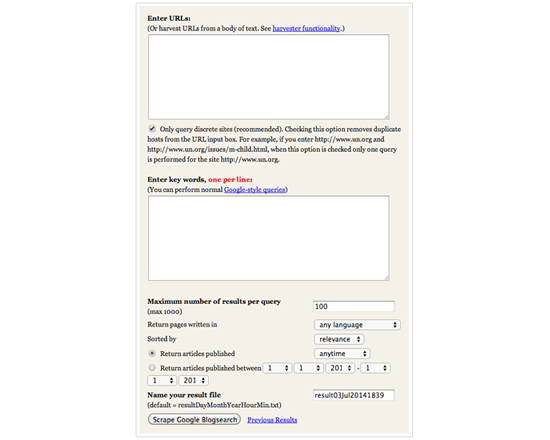 Enter URLs:
(Or harvest URLs from a body of text. See harvester functionality.)
Only query discrete sites (recommended). Checking this option removes duplicate
hosts from the URL input box. For example, if you enter http://www.un.org and
http://www.un.org/issues/m-child.html, when this option is checked only one query
is performed for the site http://www.un.org.
Enter key words, one per line:
(You can perform normal Google-style queries)
Maximum number of results per query
(max 1000)
100
Return pages written in any language
Sorted by relevance
Return articles published anytime
Return articles published between 1 1 201 - 1
1 201
Name your result file
(default = resultDayMonthYearHourMin.txt)
result03Jul20141839
Scrape Google Blogsearch Previous Results